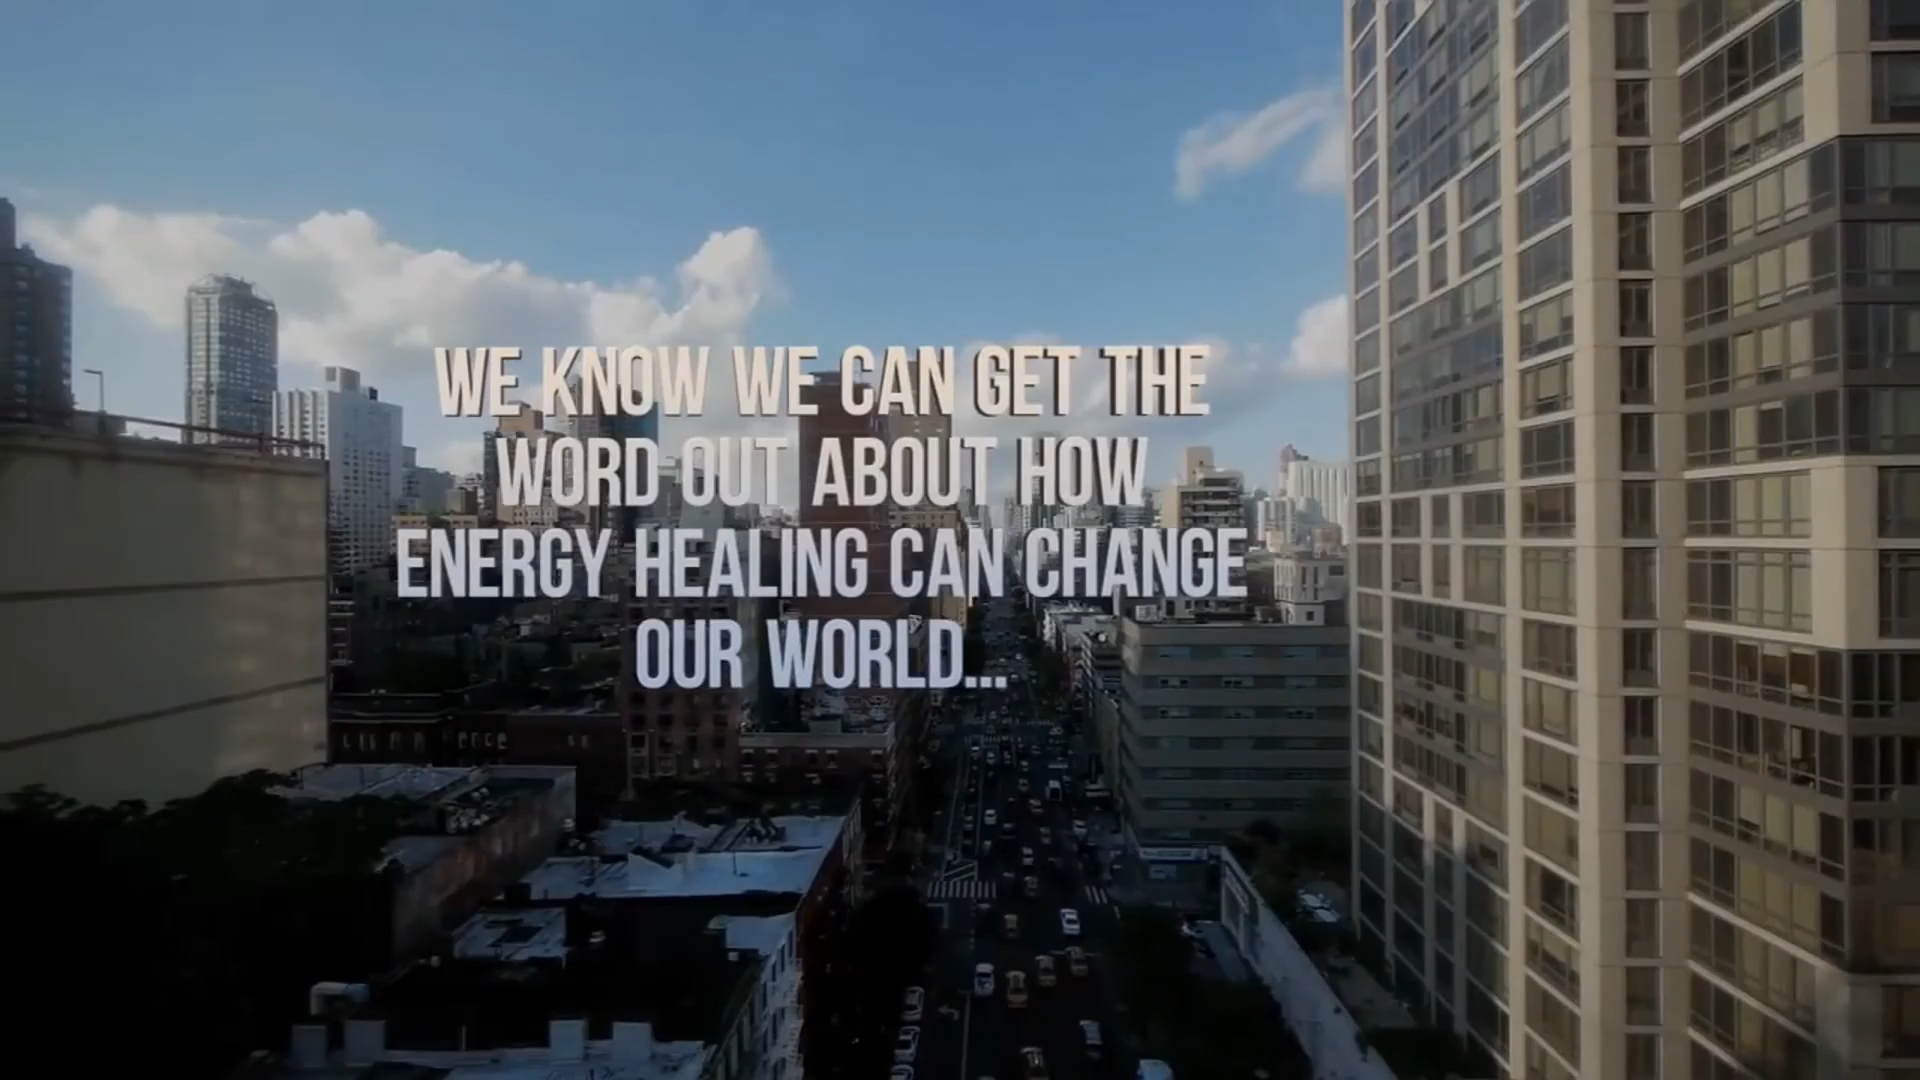 WE KNOW WE CAN GET THE
WORD OUT ABOUT HOW
ENERGY HEALING CAN CHANGE
OUR WORLD...